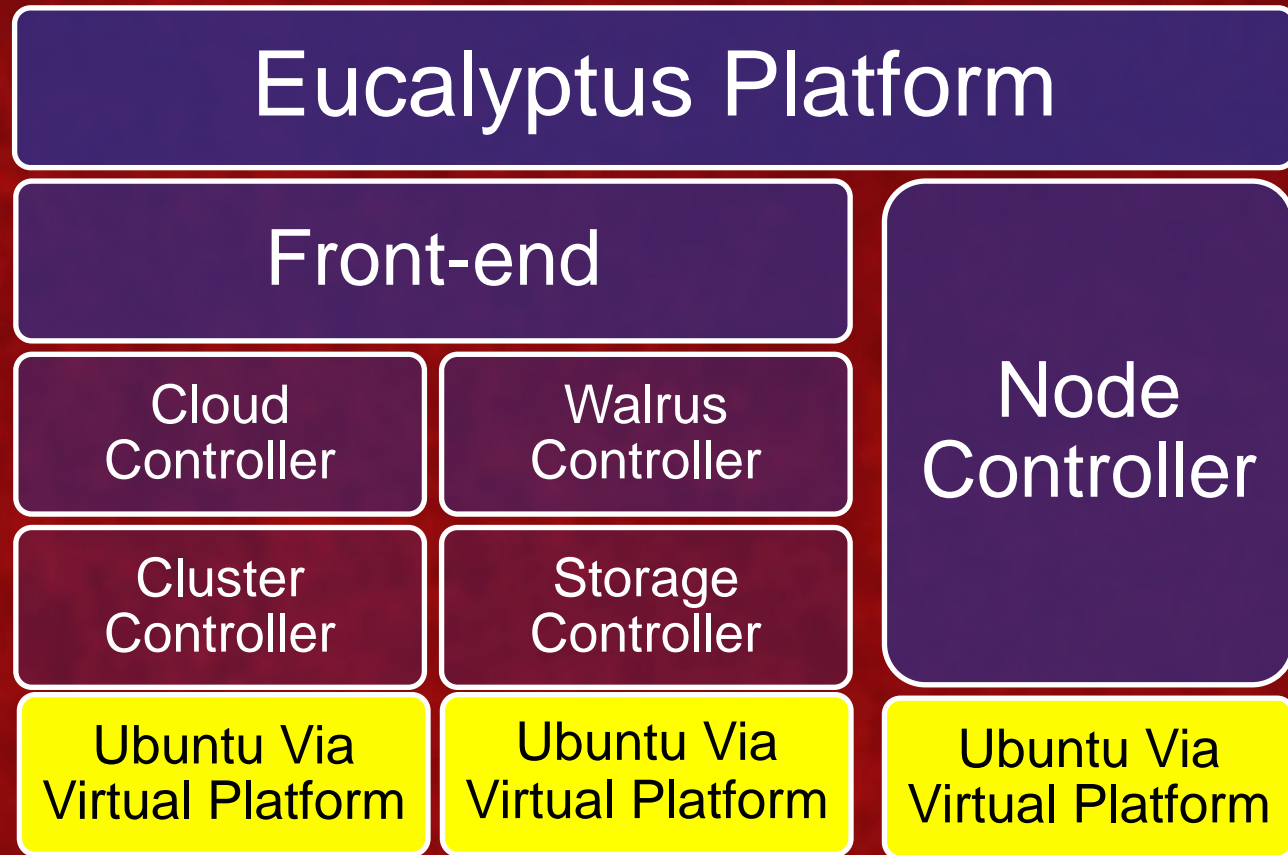 Eucalyptus Platform
Front-end
Cloud
Controller
Walrus
Controller
Node
Controller
Cluster
Controller
Storage
Controller
Ubuntu Via
Virtual Platform
Ubuntu Via
Virtual Platform
Ubuntu Via
Virtual Platform